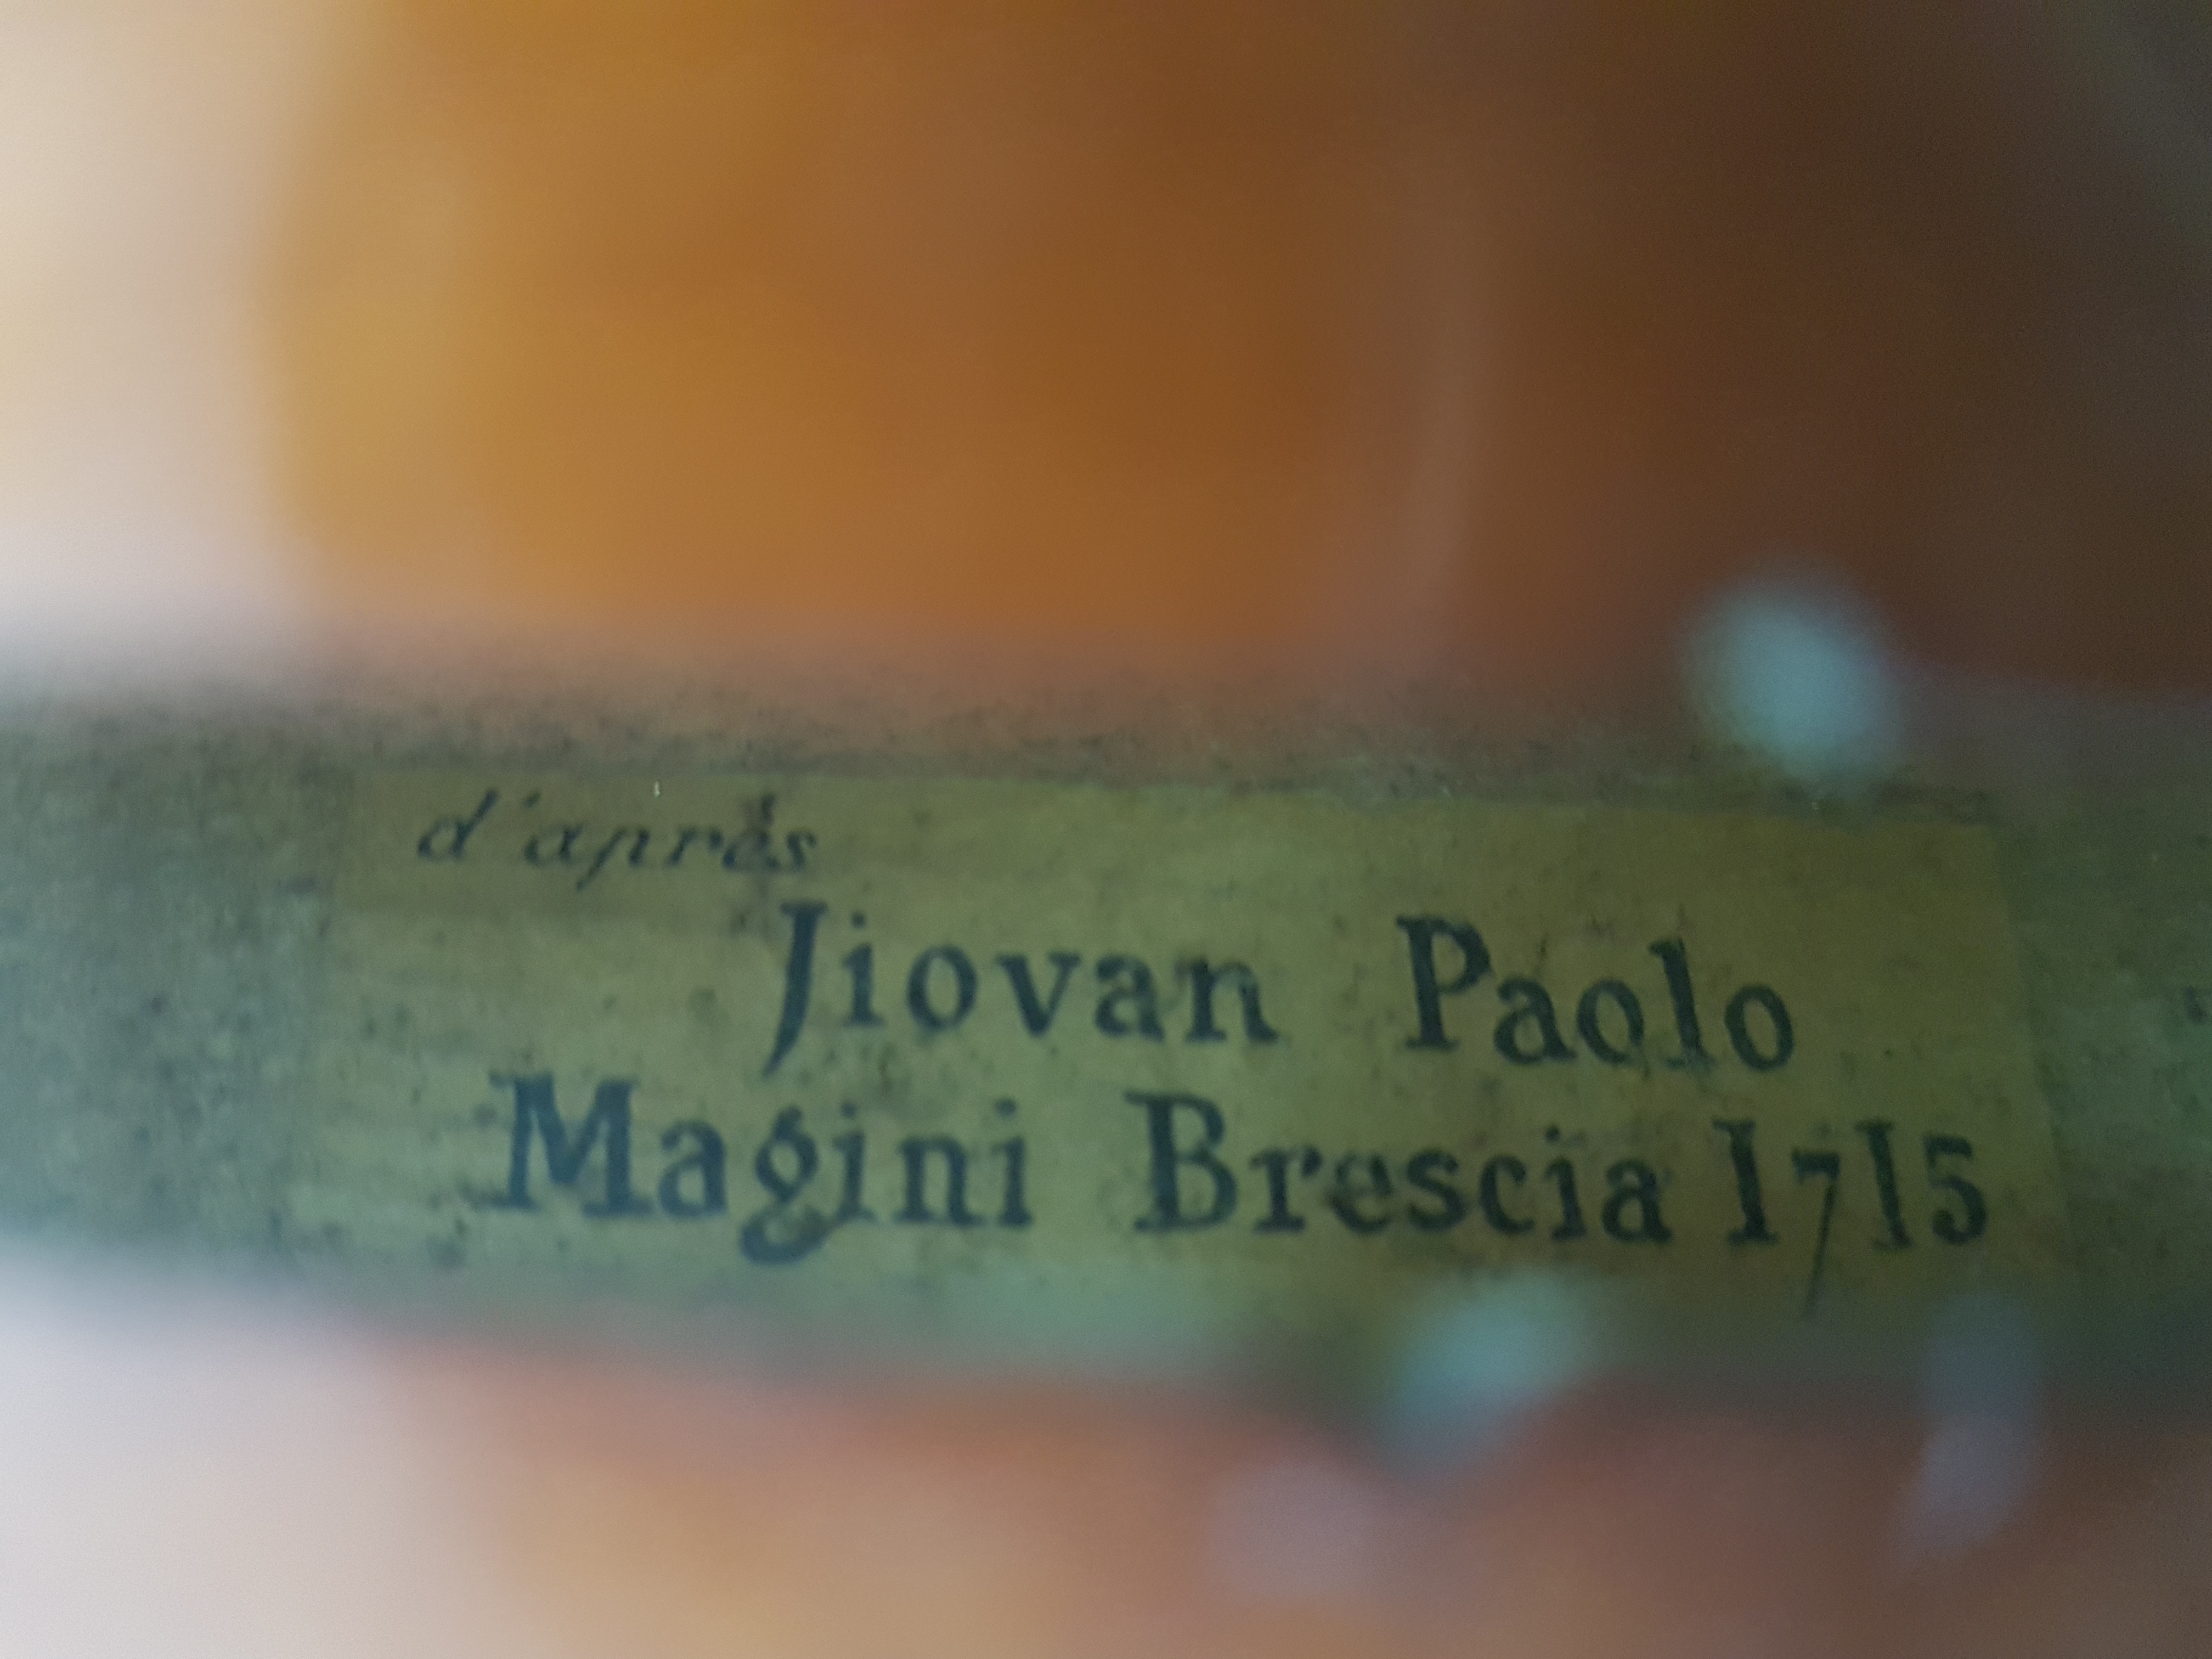 d'après
Jiovan Paolo
Magini Brescia 1715